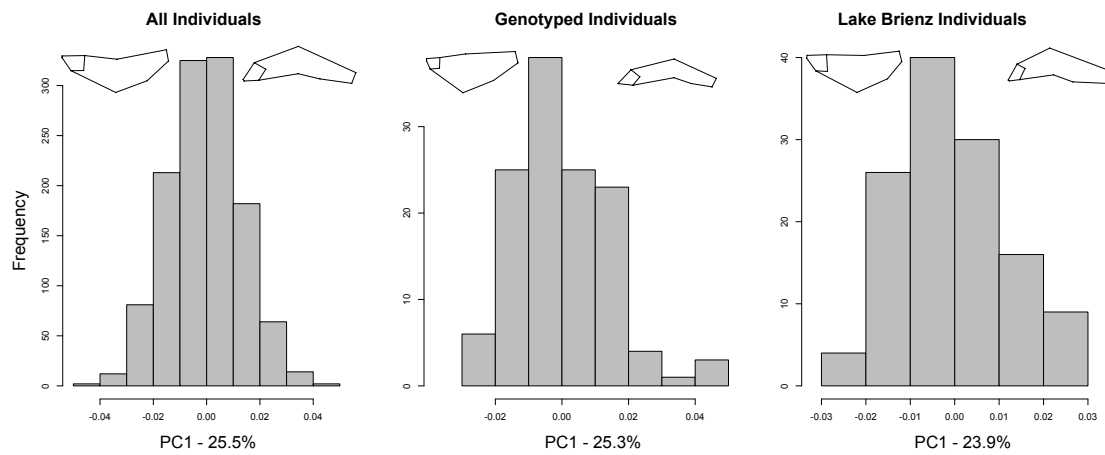 All Individuals
Genotyped Individuals
Lake Brienz Individuals
Frequency
0 50 100 150 200 250 300
-0.04 -0.02 0.00 0.02 0.04
PC1 - 25.5%
0 10 20 30
-0.02 0.00 0.02 0.04
PC1 - 25.3%
0 10 20 30 40
-0.03 -0.02 -0.01 0.00 0.01 0.02 0.03
PC1 - 23.9%